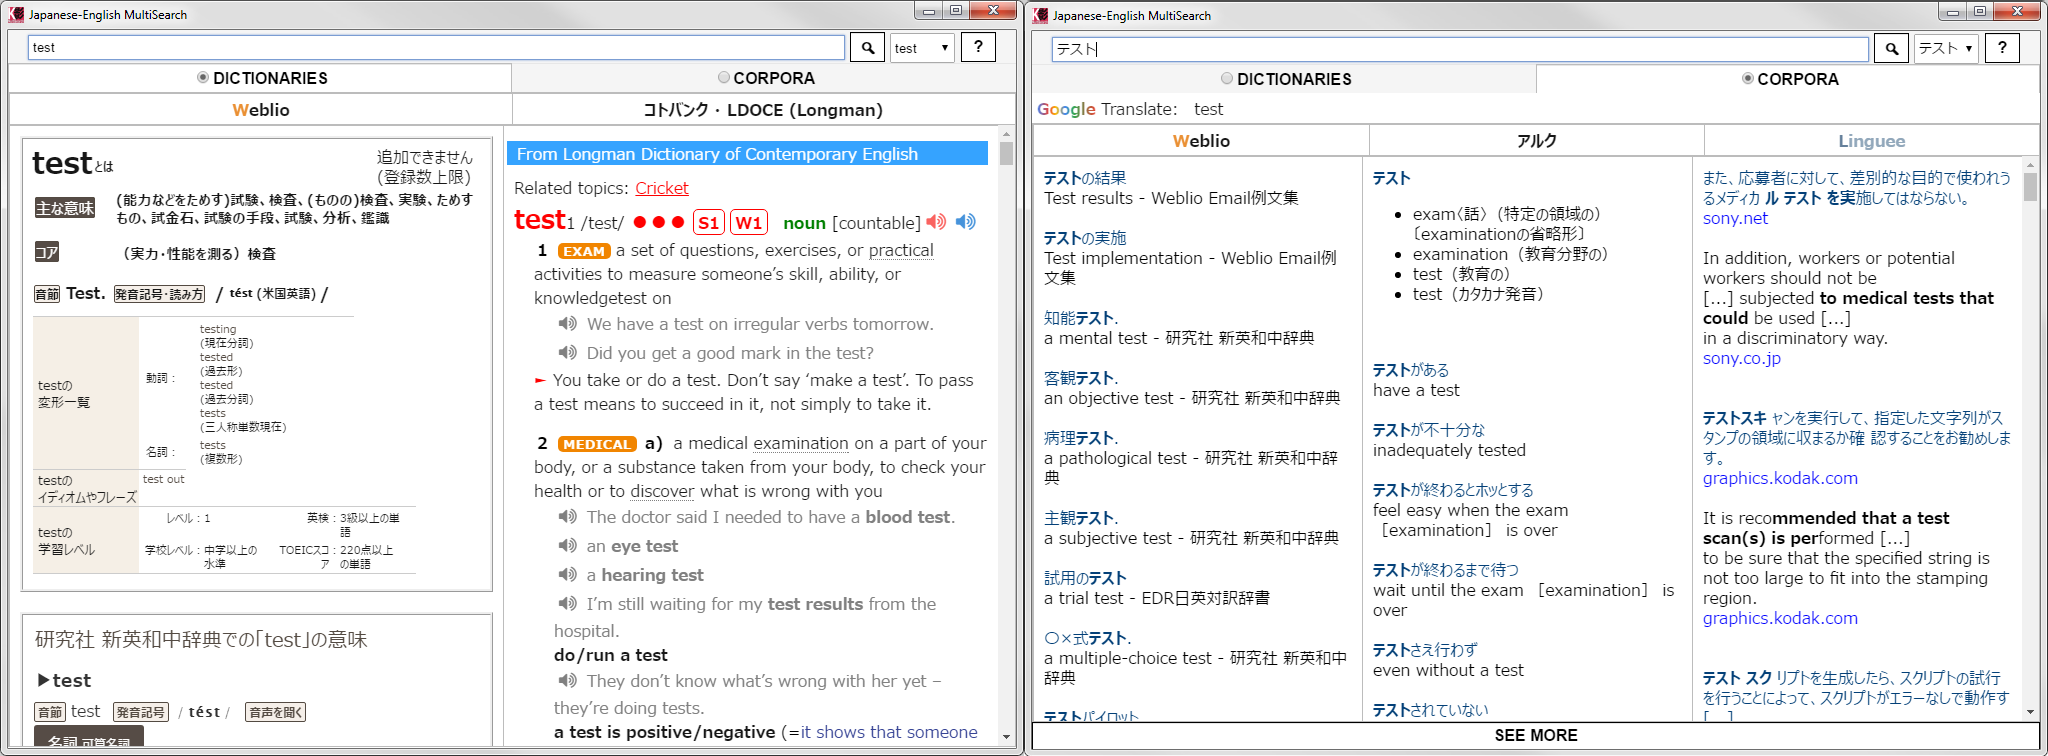 Japanese-English MultiSearch
test
test
?
DICTIONARIES
CORPORA
Weblio
コトバンク・LDOCE (Longman)
testとは
追加できません
(登録数上限)
主な意味
(能力などをためす)試験、検査、(ものの)検査、実験、ためす
もの、試金石、試験の手段、試験、分析、鑑識
コア
（実力・性能を測る）検査
音節 Test. 発音記号・読み方 / tést (米国英語) /
testの
変形一覧
動詞：
testing
(現在分詞)
tested
(過去形)
tested
(過去分詞)
tests
(三人称単数現在)
名詞：
tests
(複数形)
testの
イディオムやフレーズ
test out
testの
学習レベル
レベル：1
英検：3級以上の単
語
学校レベル：中学以上の
水準
TOEICスコ
ア：220点以上
の単語
研究社 新英和中辞典での「test」の意味
▶test
音節 test 発音記号 / tést / 音声を聞く
名詞 可算名詞
From Longman Dictionary of Contemporary English
Related topics: Cricket
test1 /test/ ●●● S1 W1 noun [countable]
1 EXAM a set of questions, exercises, or practical
activities to measure someone’s skill, ability, or
knowledgetest on
We have a test on irregular verbs tomorrow.
Did you get a good mark in the test?
► You take or do a test. Don’t say ‘make a test’. To pass
a test means to succeed in it, not simply to take it.
2 MEDICAL a) a medical examination on a part of your
body, or a substance taken from your body, to check your
health or to discover what is wrong with you
The doctor said I needed to have a blood test.
an eye test
a hearing test
I’m still waiting for my test results from the
hospital.
do/run a test
They don’t know what’s wrong with her yet –
they’re doing tests.
a test is positive/negative (=it shows that someone
Japanese-English MultiSearch
テスト
テスト
?
DICTIONARIES
CORPORA
Google Translate: test
Weblio
アルク
Linguee
テストの結果
Test results - Weblio Email例文集
テストの実施
Test implementation - Weblio Email例
文集
知能テスト.
a mental test - 研究社 新英和中辞典
客観テスト.
an objective test - 研究社 新英和中辞典
病理テスト.
a pathological test - 研究社 新英和中辞
典
主観テスト.
a subjective test - 研究社 新英和中辞典
試用のテスト
a trial test - EDR日英対訳辞書
〇×式テスト.
a multiple-choice test - 研究社 新英和中
辞典
テストパイロット
テスト
exam〈話〉（特定の領域の）
〔examinationの省略形〕
examination（教育分野の）
test（教育の）
test（カタカナ発音）
テストがある
have a test
テストが不十分な
inadequately tested
テストが終わるとホッとする
feel easy when the exam
［examination］ is over
テストが終わるまで待つ
wait until the exam ［examination］ is
over
テストさえ行わず
even without a test
テストされていない
また、応募者に対して、差別的な目的で使われう
るメディカ ル テスト を実施してはならない。
sony.net
In addition, workers or potential
workers should not be
[...] subjected to medical tests that
could be used [...]
in a discriminatory way.
sony.co.jp
テストスキ ャンを実行して、指定した文字列がス
タンプの領域に収まるか確 認することをお勧めしま
す。
graphics.kodak.com
It is recommended that a test
scan(s) is performed [...]
to be sure that the specified string is
not too large to fit into the stamping
region.
graphics.kodak.com
テスト スク リプトを生成したら、スクリプトの試行
を行うことによって、スクリプトがエラーなしで動作す
[...]
SEE MORE